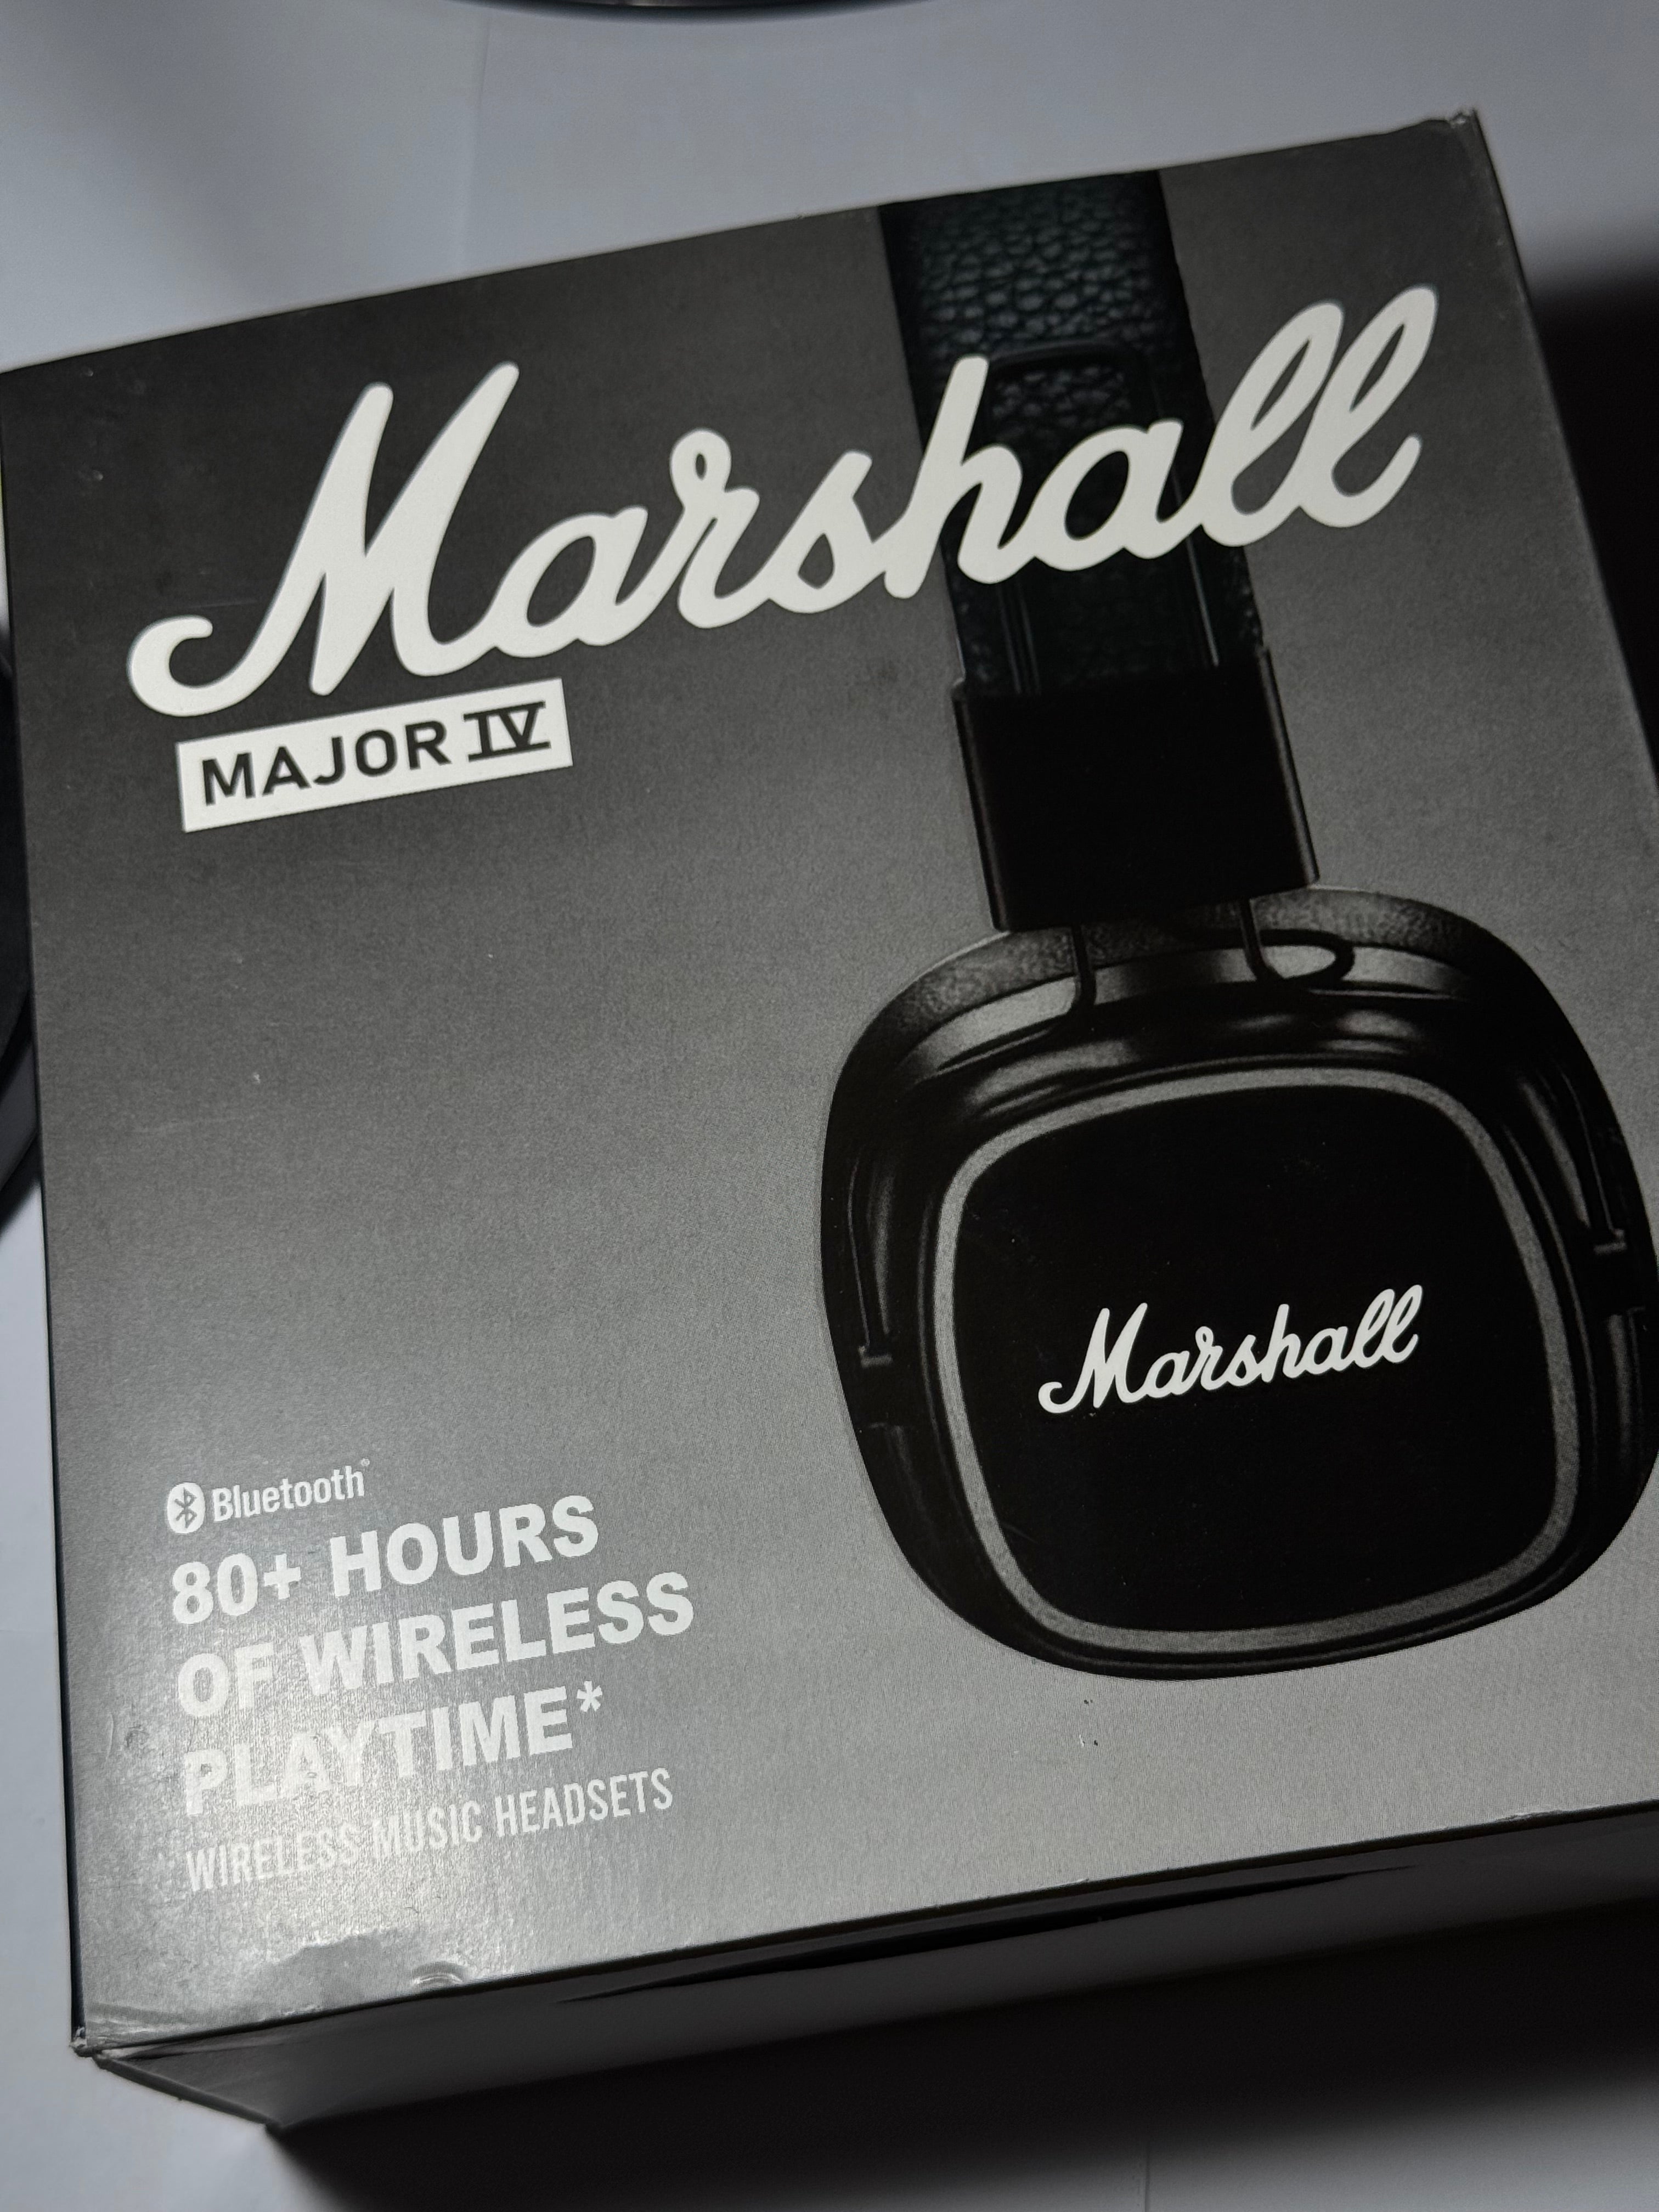 Marshall
MAJOR IV
Marshall
Bluetooth®
80+ HOURS
OF WIRELESS
PLAYTIME*
WIRELESS MUSIC HEADSETS